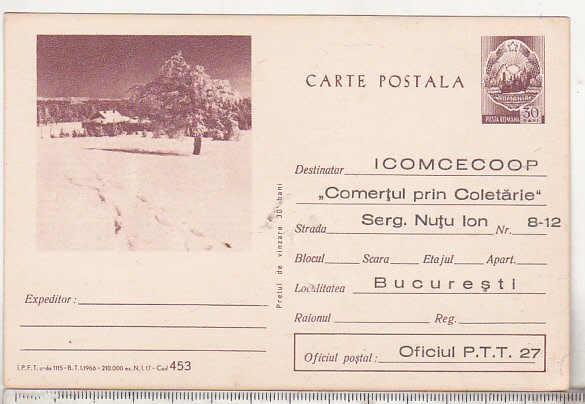 CARTE POSTALA
ROMÂNIA
POSTA ROMANA 30 BANI
Destinatar ICOMCECOOP
„Comerţul prin Coletărie“
Strada Serg. Nuţu Ion Nr. 8-12
Blocul Scara Etajul Apart.
Localitatea Bucureşti
Raionul Reg.
Oficiul poştal : Oficiul P.T.T. 27
Preţul de vînzare 30 bani
Expeditor :
I.P.F.T. c-da 1115 - B. T. I.1966 - 210.000 ex. N. I. 17 - Cod 453